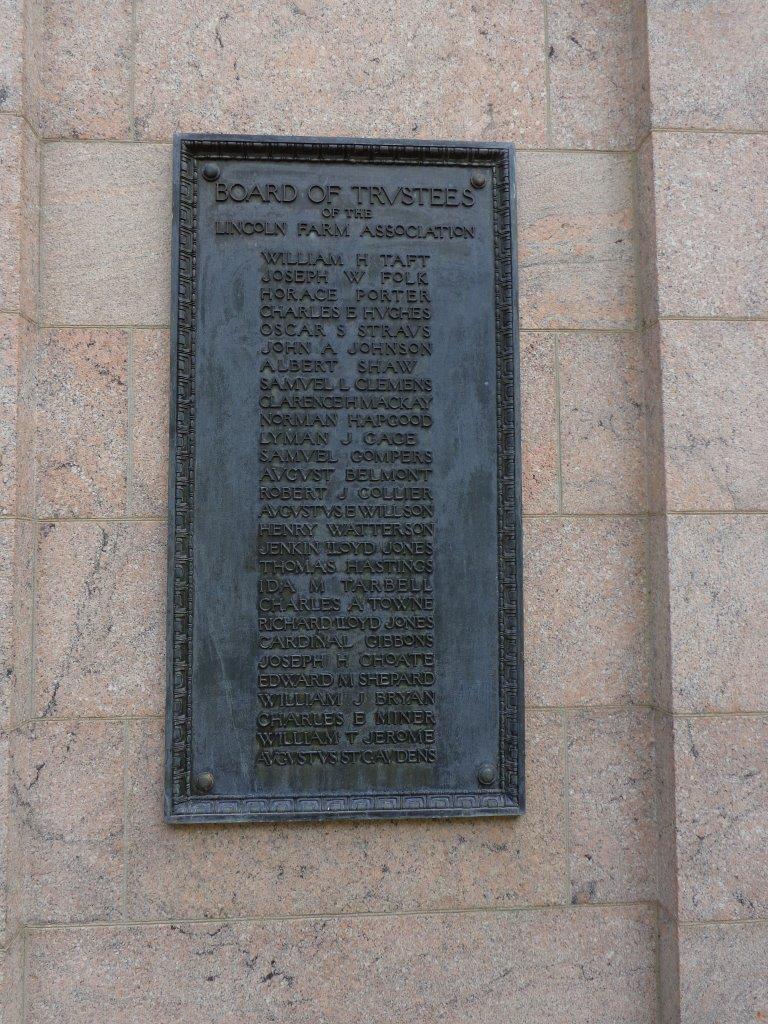 BOARD OF TRVSTEES
OF THE
LINCOLN FARM ASSOCIATION
WILLIAM H TAFT
JOSEPH W FOLK
HORACE PORTER
CHARLES E HVGHES
OSCAR S STRAVS
JOHN A JOHNSON
ALBERT SHAW
SAMVEL L CLEMENS
CLARENCE H MACKAY
NORMAN HAPGOOD
LYMAN J GAGE
SAMVEL GOMPERS
AVGVST BELMONT
ROBERT J COLLIER
AVGVSTVS E WILLSON
HENRY WATTERSON
JENKIN LLOYD JONES
THOMAS HASTINGS
IDA M TARBELL
CHARLES A TOWNE
RICHARD LLOYD JONES
CARDINAL GIBBONS
JOSEPH H CHOATE
EDWARD M SHEPARD
WILLIAM J BRYAN
CHARLES E MINER
WILLIAM T JEROME
AVGVSTVS ST GAVDENS